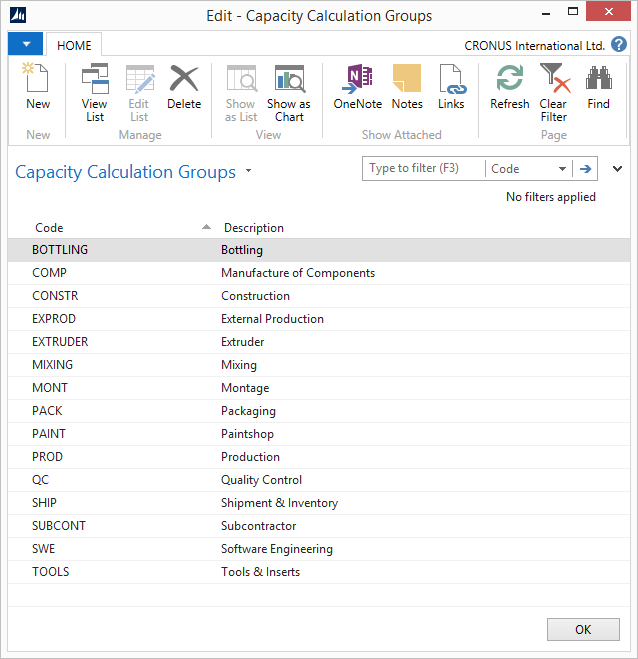 Edit - Capacity Calculation Groups
HOME
CRONUS International Ltd.
New
View List
Edit List
Delete
Show as List
Show as Chart
OneNote
Notes
Links
Refresh
Clear Filter
Find
New
Manage
View
Show Attached
Page
Capacity Calculation Groups
Type to filter (F3)
Code
No filters applied
Code Description
BOTTLING Bottling
COMP Manufacture of Components
CONSTR Construction
EXPROD External Production
EXTRUDER Extruder
MIXING Mixing
MONT Montage
PACK Packaging
PAINT Paintshop
PROD Production
QC Quality Control
SHIP Shipment & Inventory
SUBCONT Subcontractor
SWE Software Engineering
TOOLS Tools & Inserts
OK